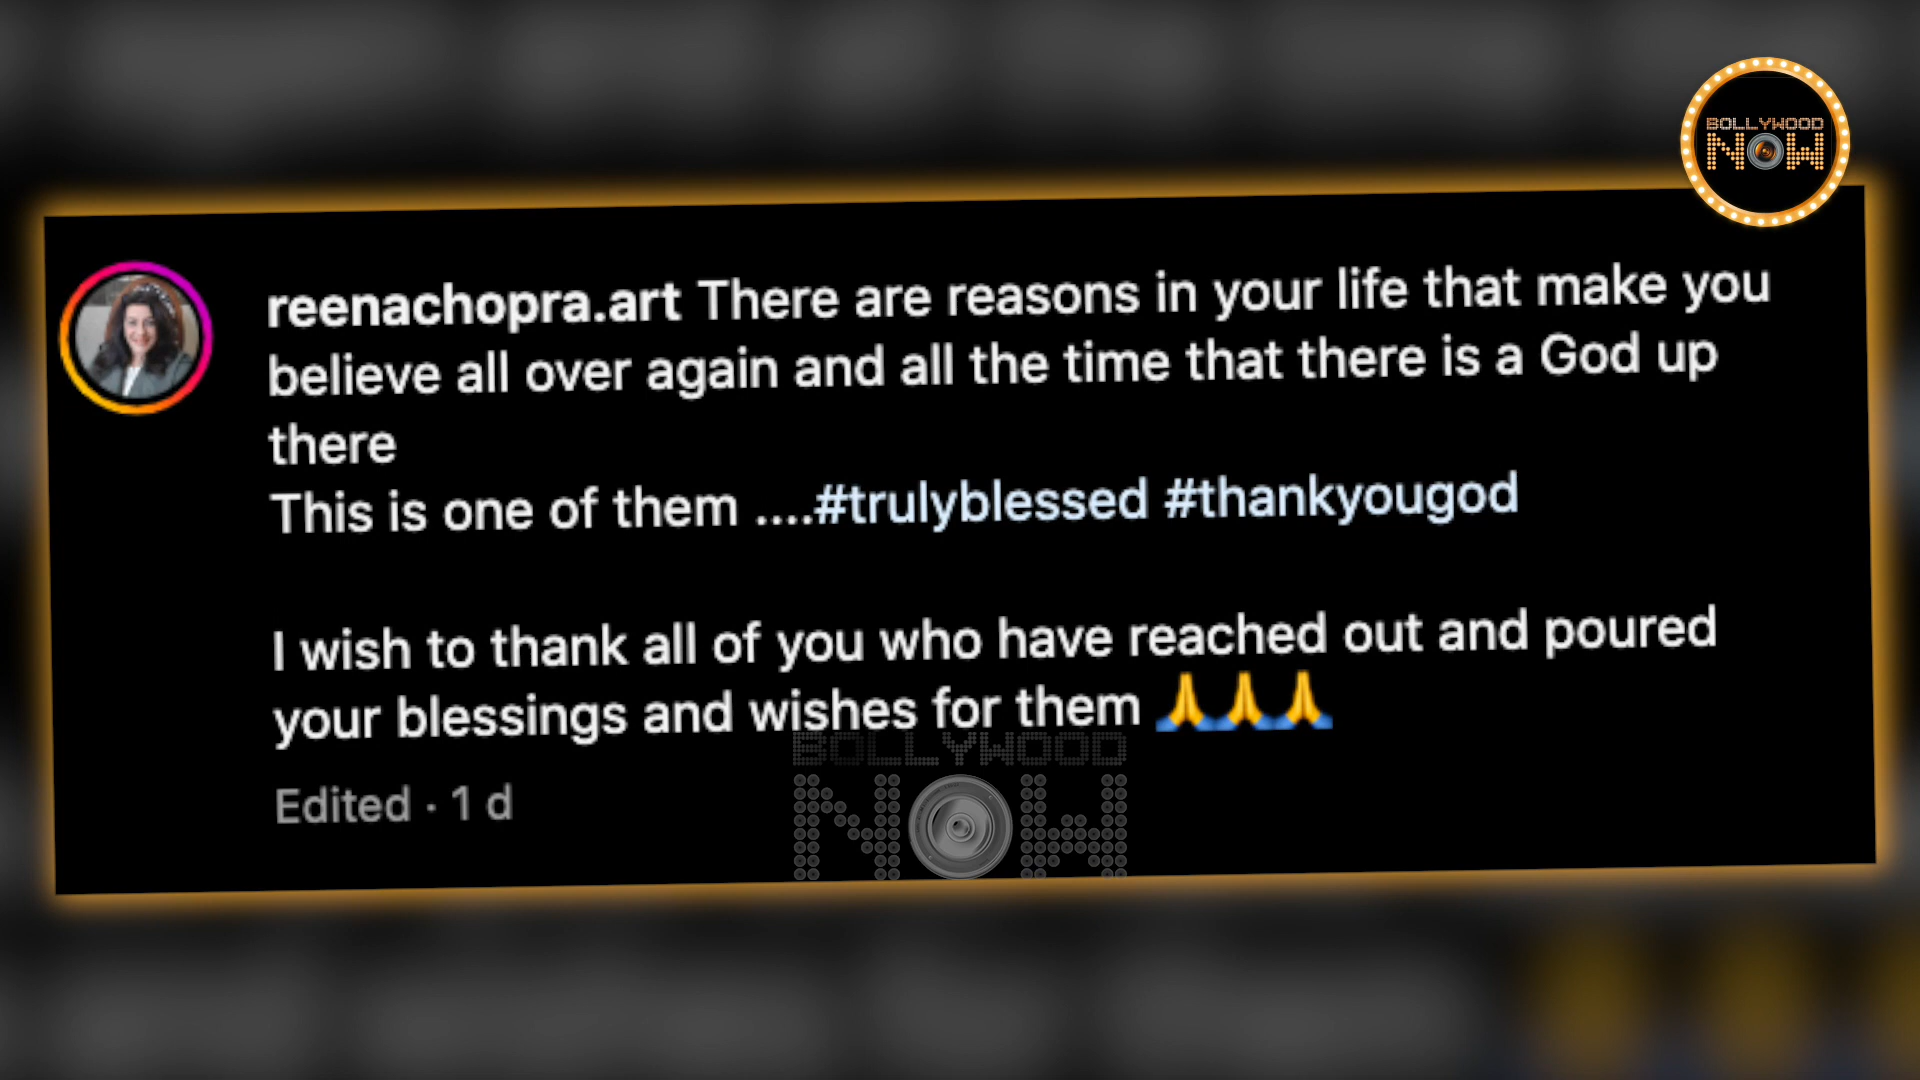 BOLLYWOOD
NOW
reenachopra.art There are reasons in your life that make you
believe all over again and all the time that there is a God up
there
This is one of them ....#trulyblessed #thankyougod
I wish to thank all of you who have reached out and poured
your blessings and wishes for them 🙏🙏🙏
BOLLYWOOD
NOW
Edited · 1 d